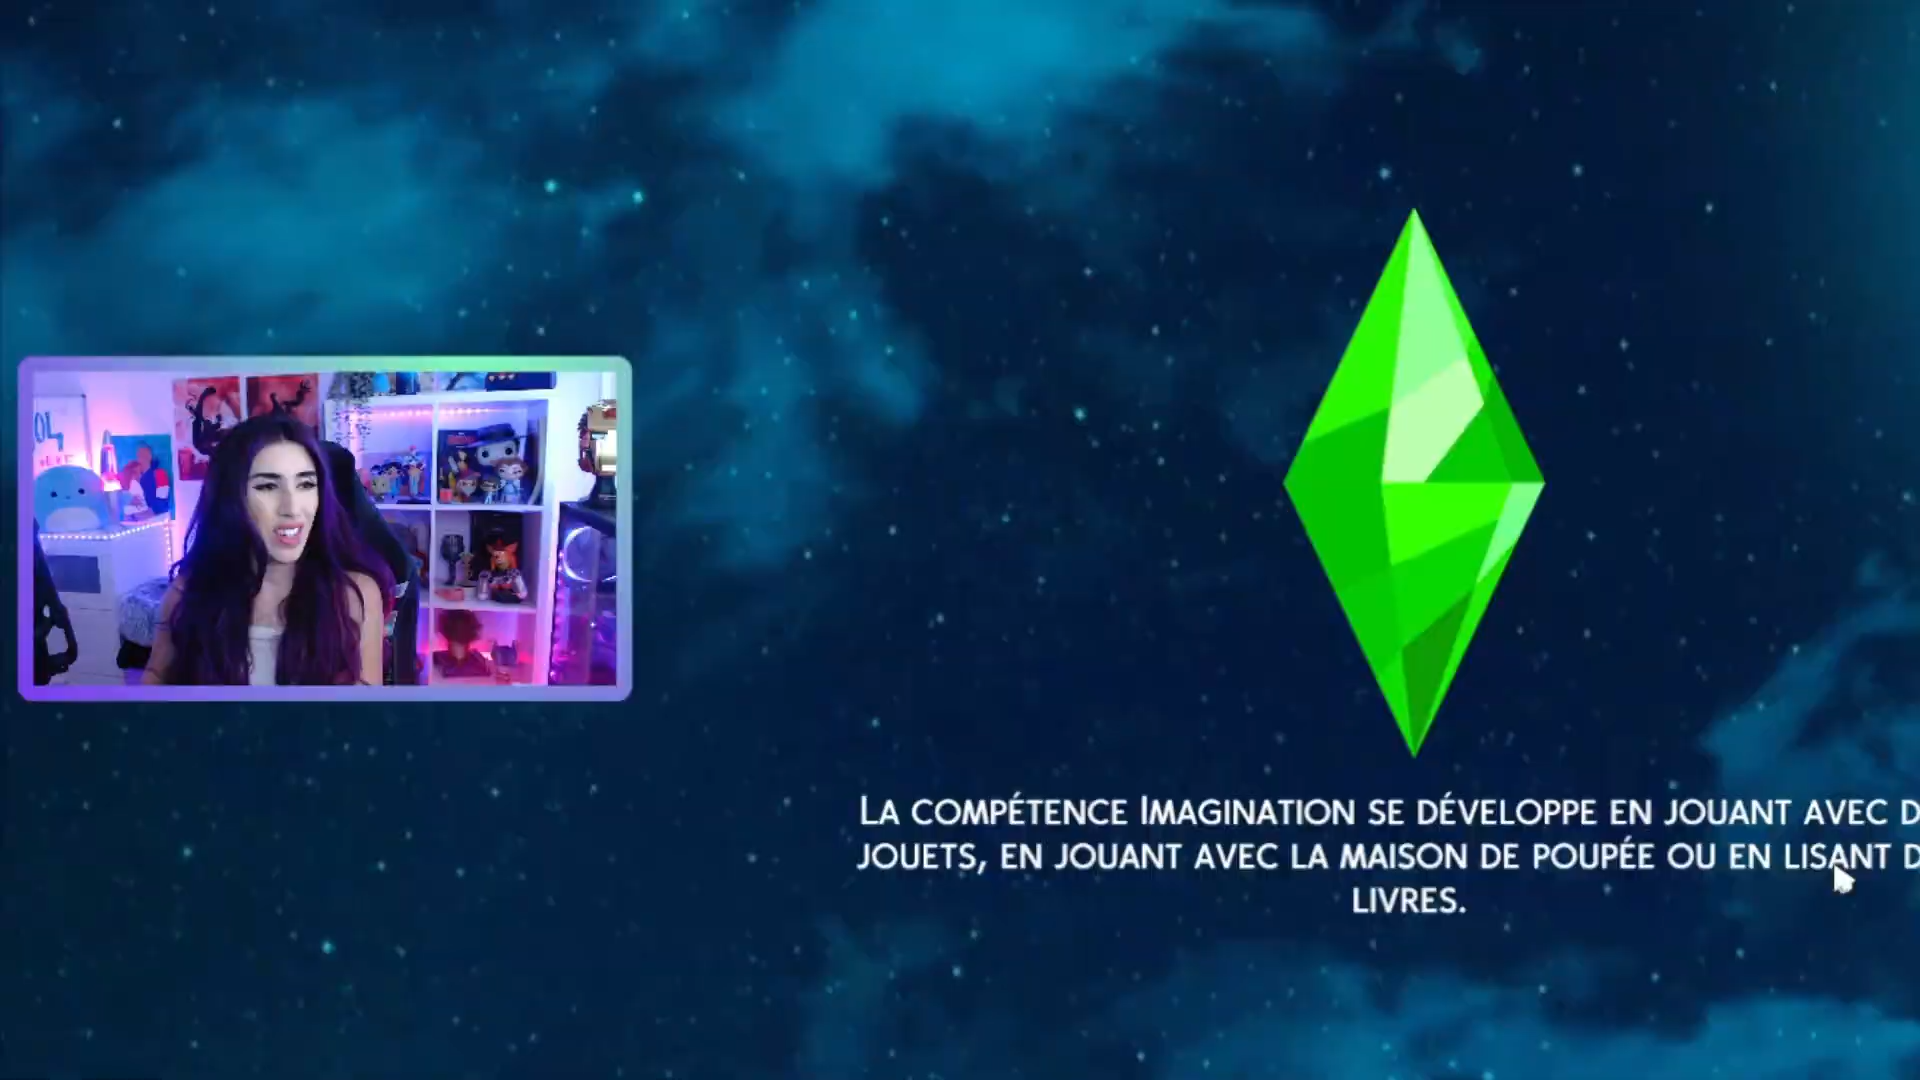 La compétence Imagination se développe en jouant avec
jouets, en jouant avec la maison de poupée ou en lisant
livres.